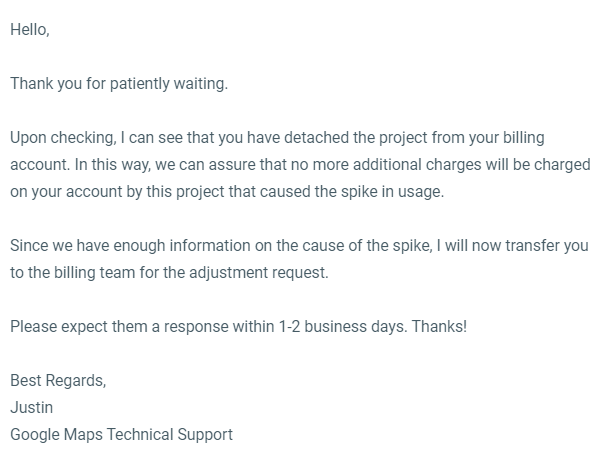 Hello,
Thank you for patiently waiting.
Upon checking, I can see that you have detached the project from your billing
account. In this way, we can assure that no more additional charges will be charged
on your account by this project that caused the spike in usage.
Since we have enough information on the cause of the spike, I will now transfer you
to the billing team for the adjustment request.
Please expect them a response within 1-2 business days. Thanks!
Best Regards,
Justin
Google Maps Technical Support